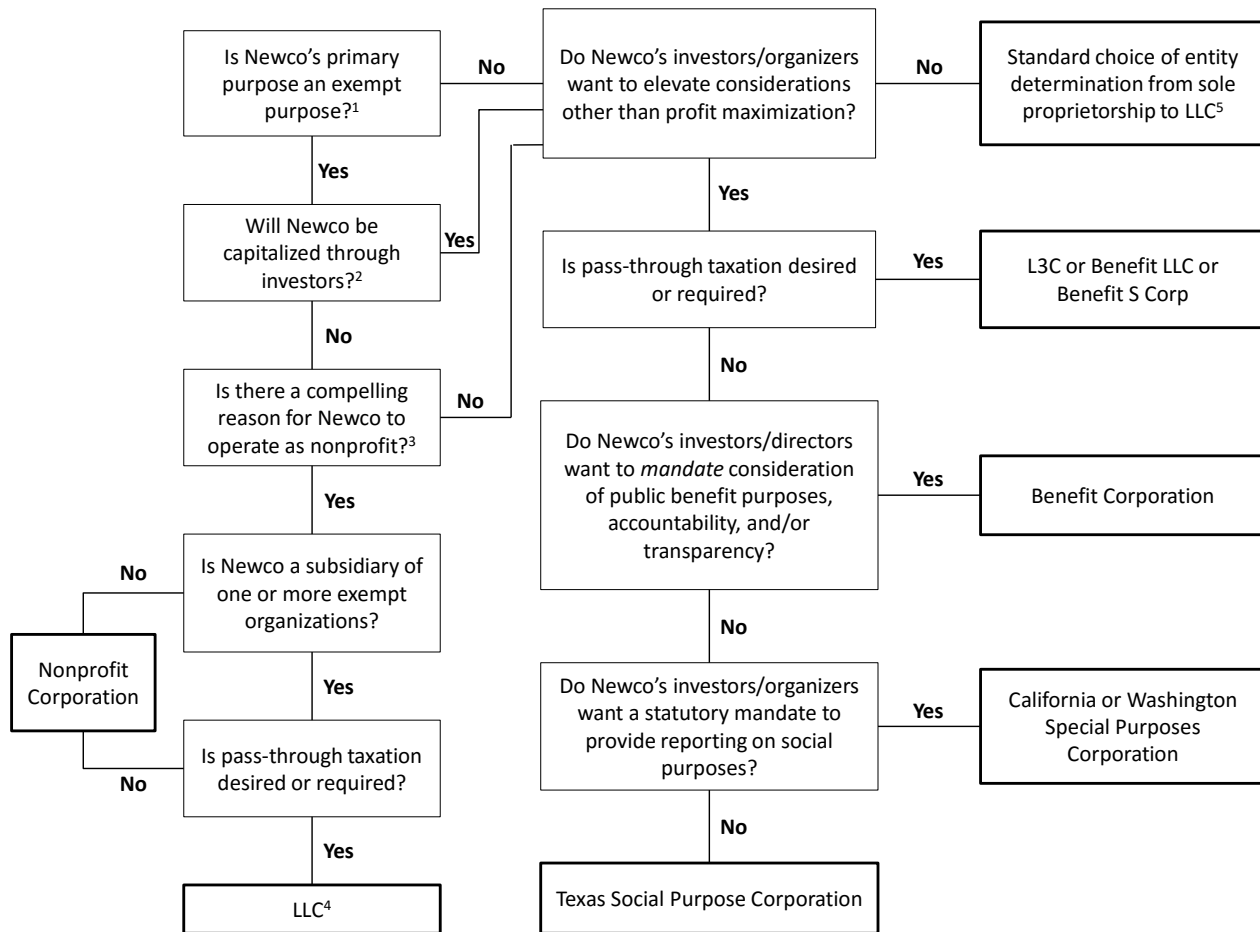 Is Newco’s primary
purpose an exempt
purpose?1
No
Do Newco’s investors/organizers
want to elevate considerations
other than profit maximization?
No
Standard choice of entity
determination from sole
proprietorship to LLC5
Yes
Yes
Will Newco be
capitalized through
investors?2
Yes
Is pass-through taxation desired
or required?
Yes
L3C or Benefit LLC or
Benefit S Corp
No
No
Is there a compelling
reason for Newco to
operate as nonprofit?3
No
Do Newco’s investors/directors
want to mandate consideration
of public benefit purposes,
accountability, and/or
transparency?
Yes
Benefit Corporation
Yes
No
Is Newco a subsidiary of
one or more exempt
organizations?
No
Nonprofit
Corporation
Yes
Do Newco’s investors/organizers
want a statutory mandate to
provide reporting on social
purposes?
Yes
California or Washington
Special Purposes
Corporation
No
Is pass-through taxation
desired or required?
No
Yes
Texas Social Purpose Corporation
LLC4